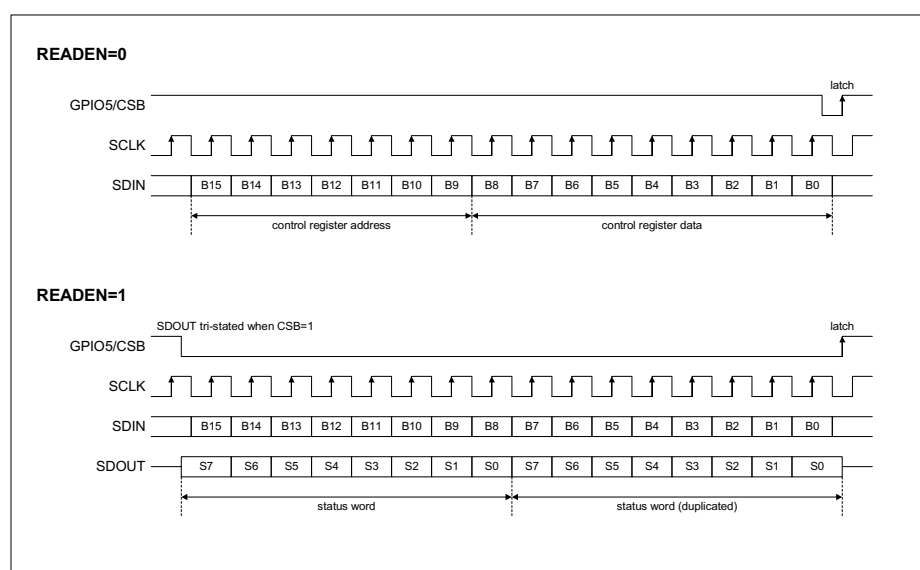 READEN=0
latch
GPIO5/CSB
SCLK
SDIN B15 B14 B13 B12 B11 B10 B9 B8 B7 B6 B5 B4 B3 B2 B1 B0
control register address control register data
READEN=1
SDOUT tri-stated when CSB=1 latch
GPIO5/CSB
SCLK
SDIN B15 B14 B13 B12 B11 B10 B9 B8 B7 B6 B5 B4 B3 B2 B1 B0
SDOUT S7 S6 S5 S4 S3 S2 S1 S0 S7 S6 S5 S4 S3 S2 S1 S0
status word status word (duplicated)